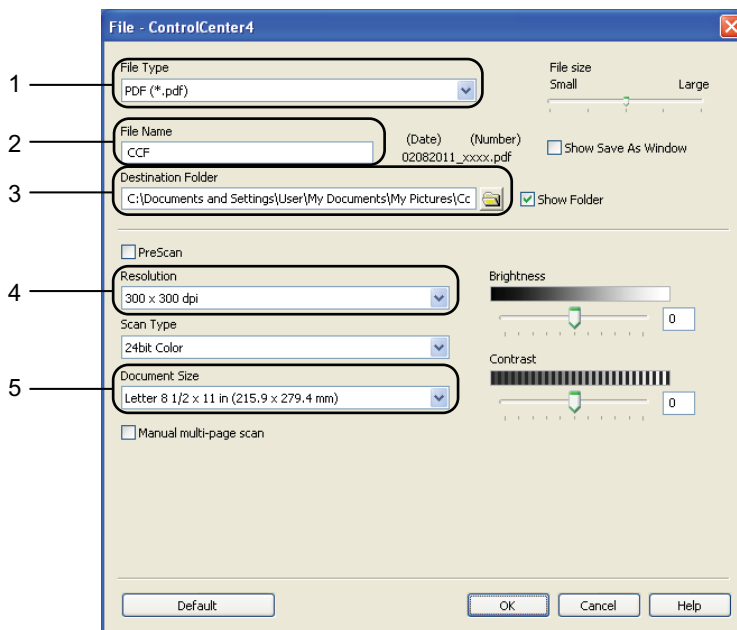 File - ControlCenter4
1
File Type
PDF (*.pdf)
File size
Small Large
2
File Name
CCF
(Date) (Number)
02082011_xxxx.pdf
Show Save As Window
3
Destination Folder
C:\Documents and Settings\User\My Documents\My Pictures\Cc
Show Folder
PreScan
4
Resolution
300 x 300 dpi
Scan Type
24bit Color
Brightness
0
5
Document Size
Letter 8 1/2 x 11 in (215.9 x 279.4 mm)
Contrast
0
Manual multi-page scan
Default OK Cancel Help